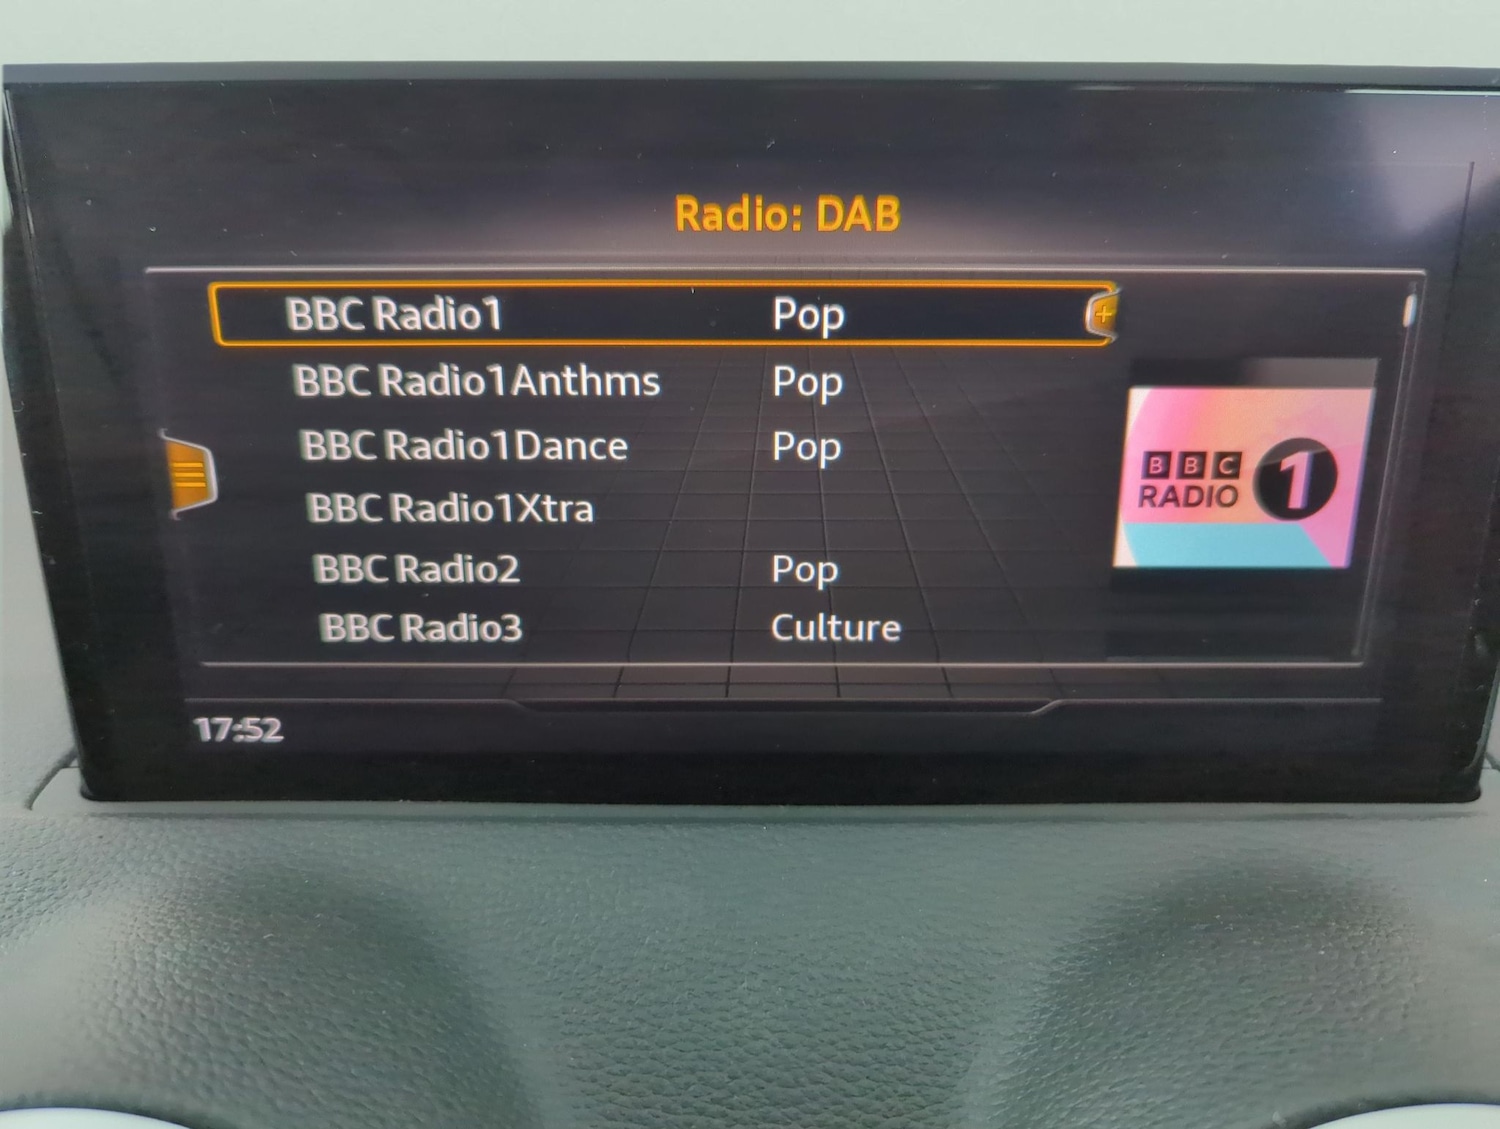 Radio: DAB
BBC Radio1 Pop
BBC Radio1Anthms Pop
BBC Radio1Dance Pop
BBC Radio1Xtra
BBC Radio2 Pop
BBC Radio3 Culture
BBC
RADIO 1
17:52